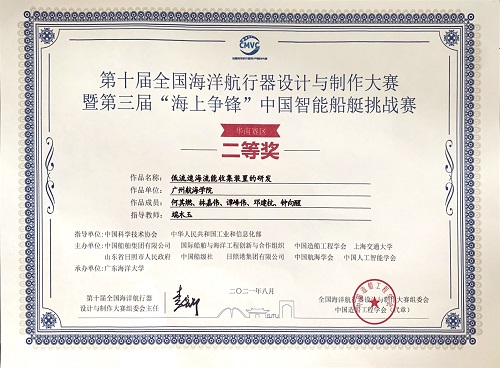 CMVC
第十届全国海洋航行器设计与制作大赛
暨第三届“海上争锋”中国智能船艇挑战赛
华南赛区
二等奖
作品名称：低流速海流能收集装置的研发
作品单位：广州航海学院
作品成员：何其燃、林嘉伟、谭峰伟、邓建杭、钟向醒
指导教师：端木玉
指导单位：中国科学技术协会 中华人民共和国工业和信息化部
主办单位：中国船舶集团有限公司 国际船舶与海洋工程创新与合作组织 中国造船工程学会 上海交通大学
山东省日照市人民政府 中国船级社 日照港集团有限公司 中国航海学会 中国人工智能学会
承办单位：广东海洋大学
第十届全国海洋航行器
设计与制作大赛组委会主任
二〇二一年八月
全国海洋航行器设计与制作大赛组委会
中国造船工程学会（代章）